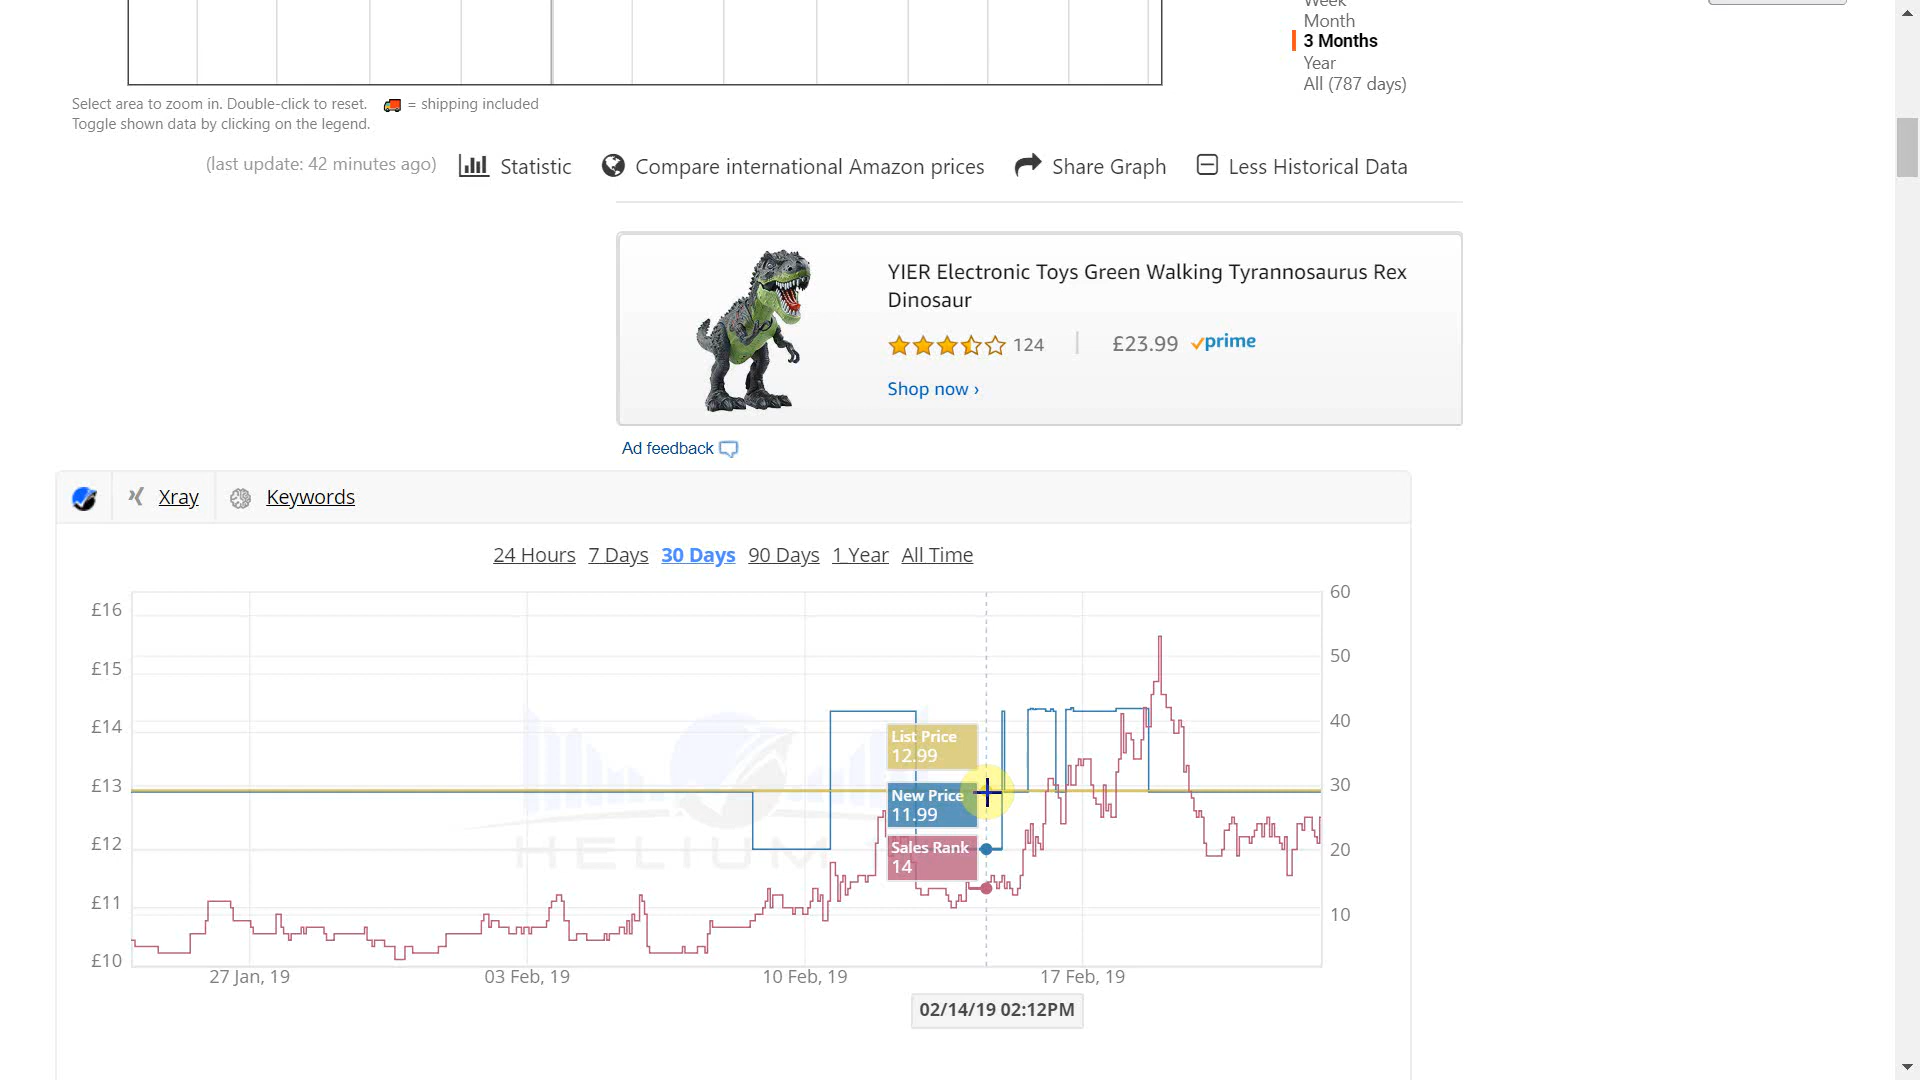 Week
Month
3 Months
Year
All (787 days)
Select area to zoom in. Double-click to reset. = shipping included
Toggle shown data by clicking on the legend.
(last update: 42 minutes ago) Statistic Compare international Amazon prices Share Graph Less Historical Data
YIER Electronic Toys Green Walking Tyrannosaurus Rex
Dinosaur
124 | £23.99 prime
Shop now ›
Ad feedback
Xray Keywords
24 Hours 7 Days 30 Days 90 Days 1 Year All Time
£16 60
£15 50
£14 40
£13 30
£12 20
£11 10
£10
List Price
12.99
New Price
11.99
Sales Rank
14
HELIUM
27 Jan, 19 03 Feb, 19 10 Feb, 19 17 Feb, 19
02/14/19 02:12PM